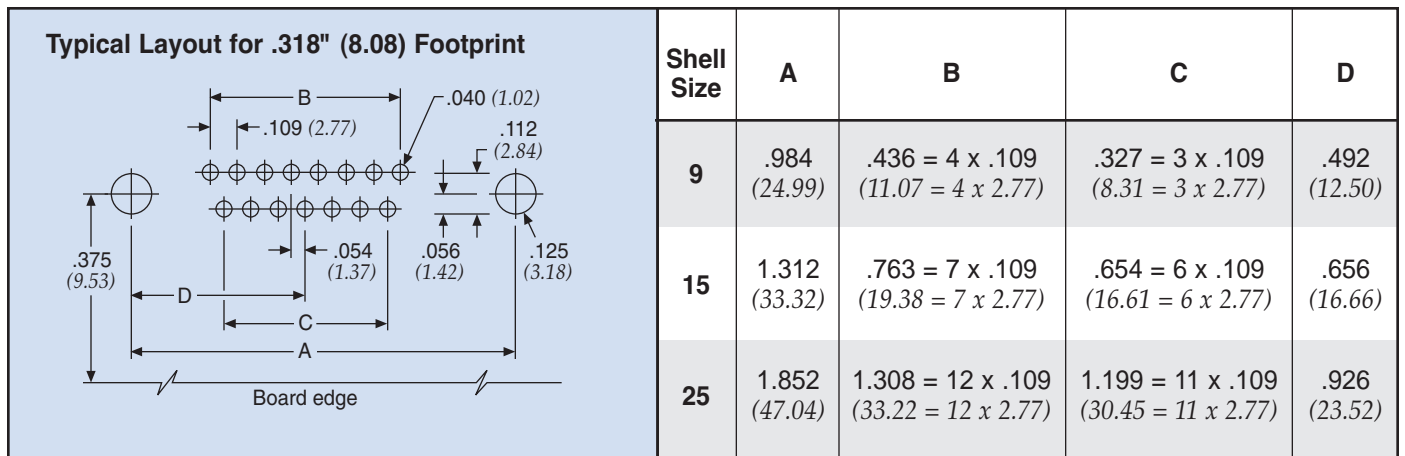 Typical Layout for .318" (8.08) Footprint
B
.040 (1.02)
.109 (2.77)
.112
(2.84)
.375
(9.53)
.054
(1.37)
.056
(1.42)
.125
(3.18)
D
C
A
Board edge
Shell Size A B C D
9 .984 .436 = 4 x .109 .327 = 3 x .109 .492
(24.99) (11.07 = 4 x 2.77) (8.31 = 3 x 2.77) (12.50)
15 1.312 .763 = 7 x .109 .654 = 6 x .109 .656
(33.32) (19.38 = 7 x 2.77) (16.61 = 6 x 2.77) (16.66)
25 1.852 1.308 = 12 x .109 1.199 = 11 x .109 .926
(47.04) (33.22 = 12 x 2.77) (30.45 = 11 x 2.77) (23.52)